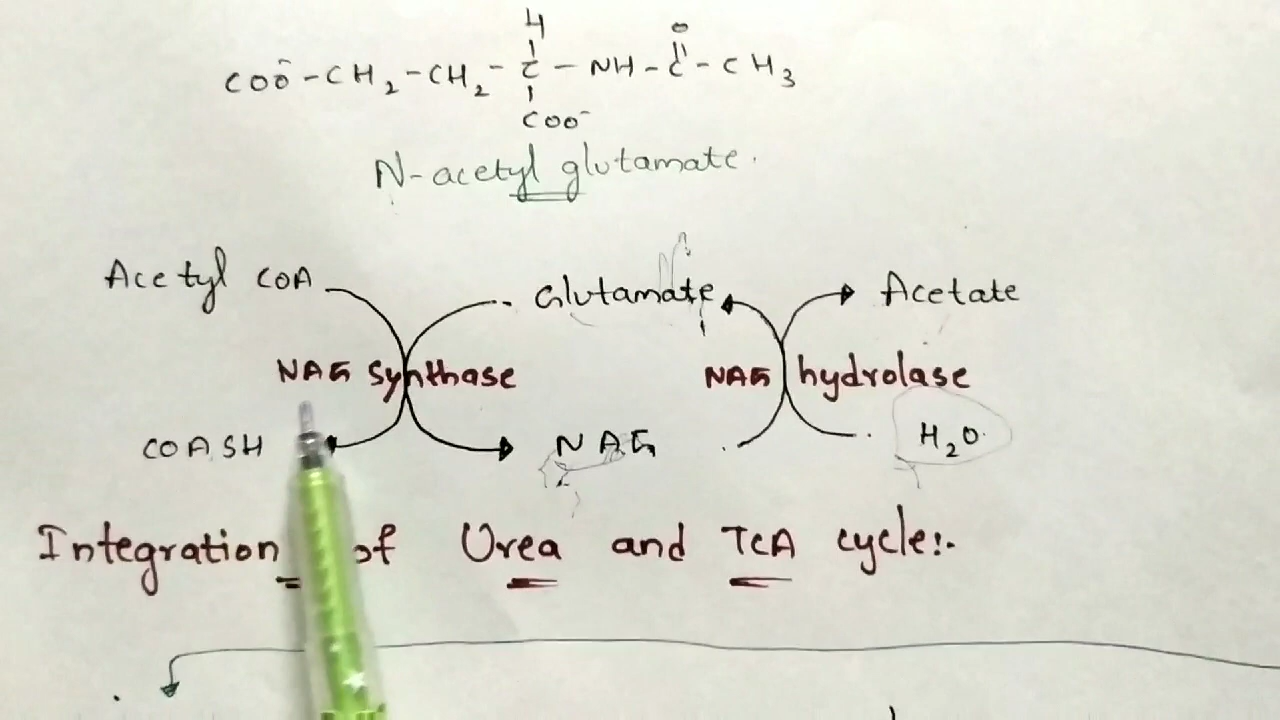 H
COO⁻-CH₂-CH₂-C-NH-C-CH₃
O
COO⁻
N-acetyl glutamate.
Acetyl COA Glutamate Acetate
NAG synthase NAG hydrolase
COASH NAG H₂O
Integration of Urea and TCA cycle:-